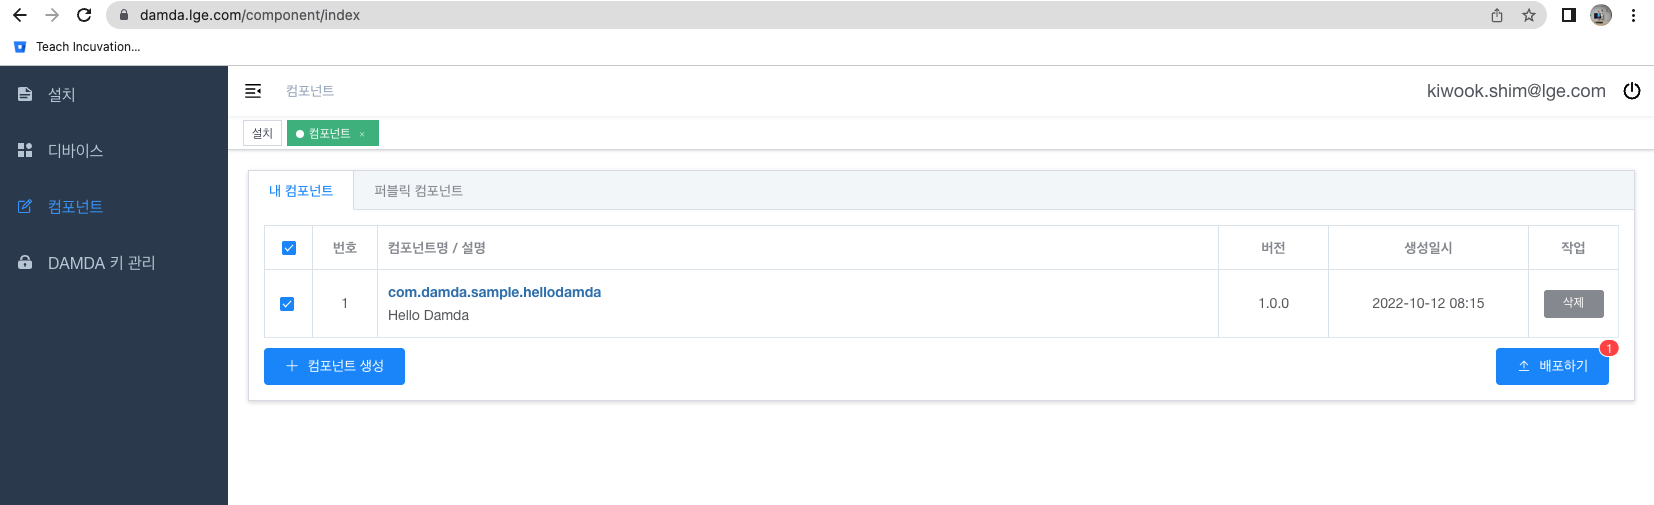 damda.lge.com/component/index
Teach Incuvation...
설치
디바이스
컴포넌트
DAMDA 키 관리
컴포넌트
kiwook.shim@lge.com
설치
컴포넌트 ×
내 컴포넌트 퍼블릭 컴포넌트
번호 컴포넌트명 / 설명 버전 생성일시 작업
1 com.damda.sample.hellodamda 1.0.0 2022-10-12 08:15 삭제
Hello Damda
컴포넌트 생성
배포하기 1